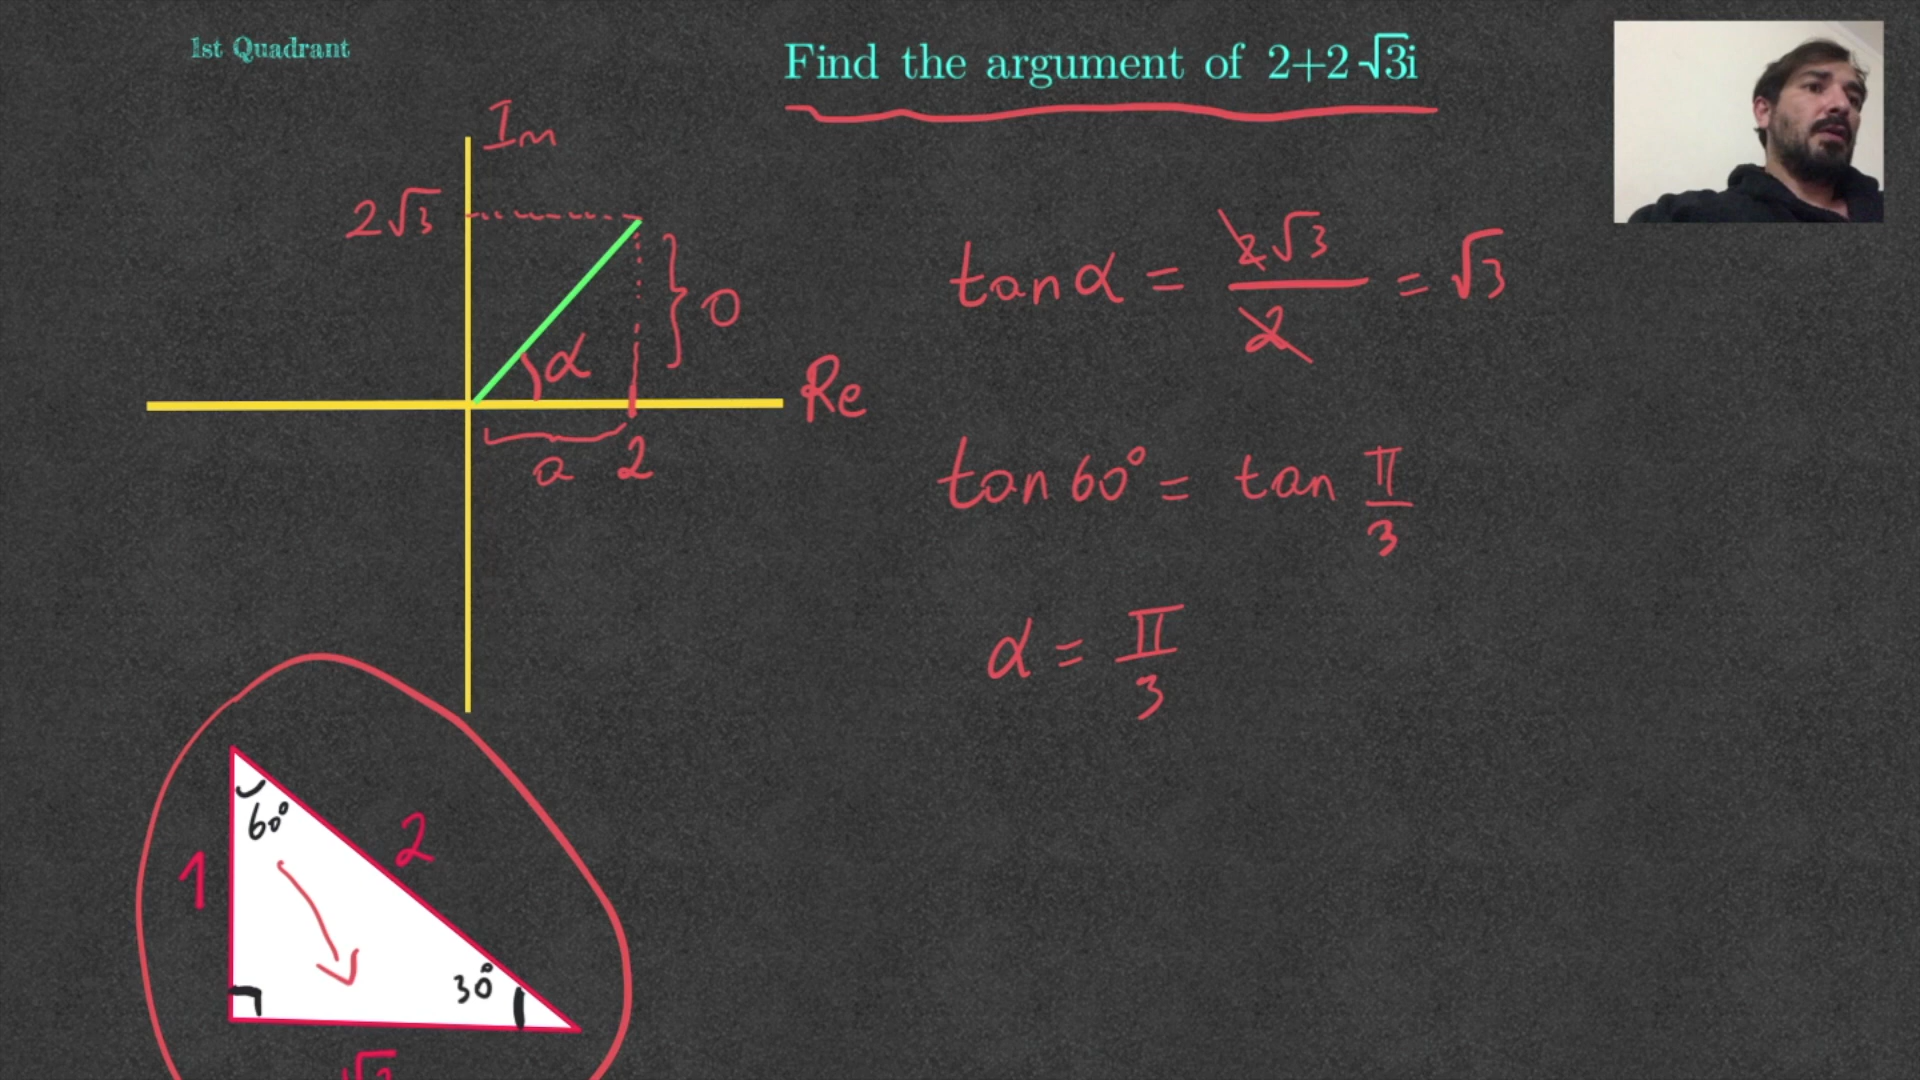 1st Quadrant
Find the argument of 2+2√3i
Im
2√3
O
α
Re
a 2
tan α = 2√3/2 = √3
tan 60° = tan π/3
α = π/3
60°
2
1
30°